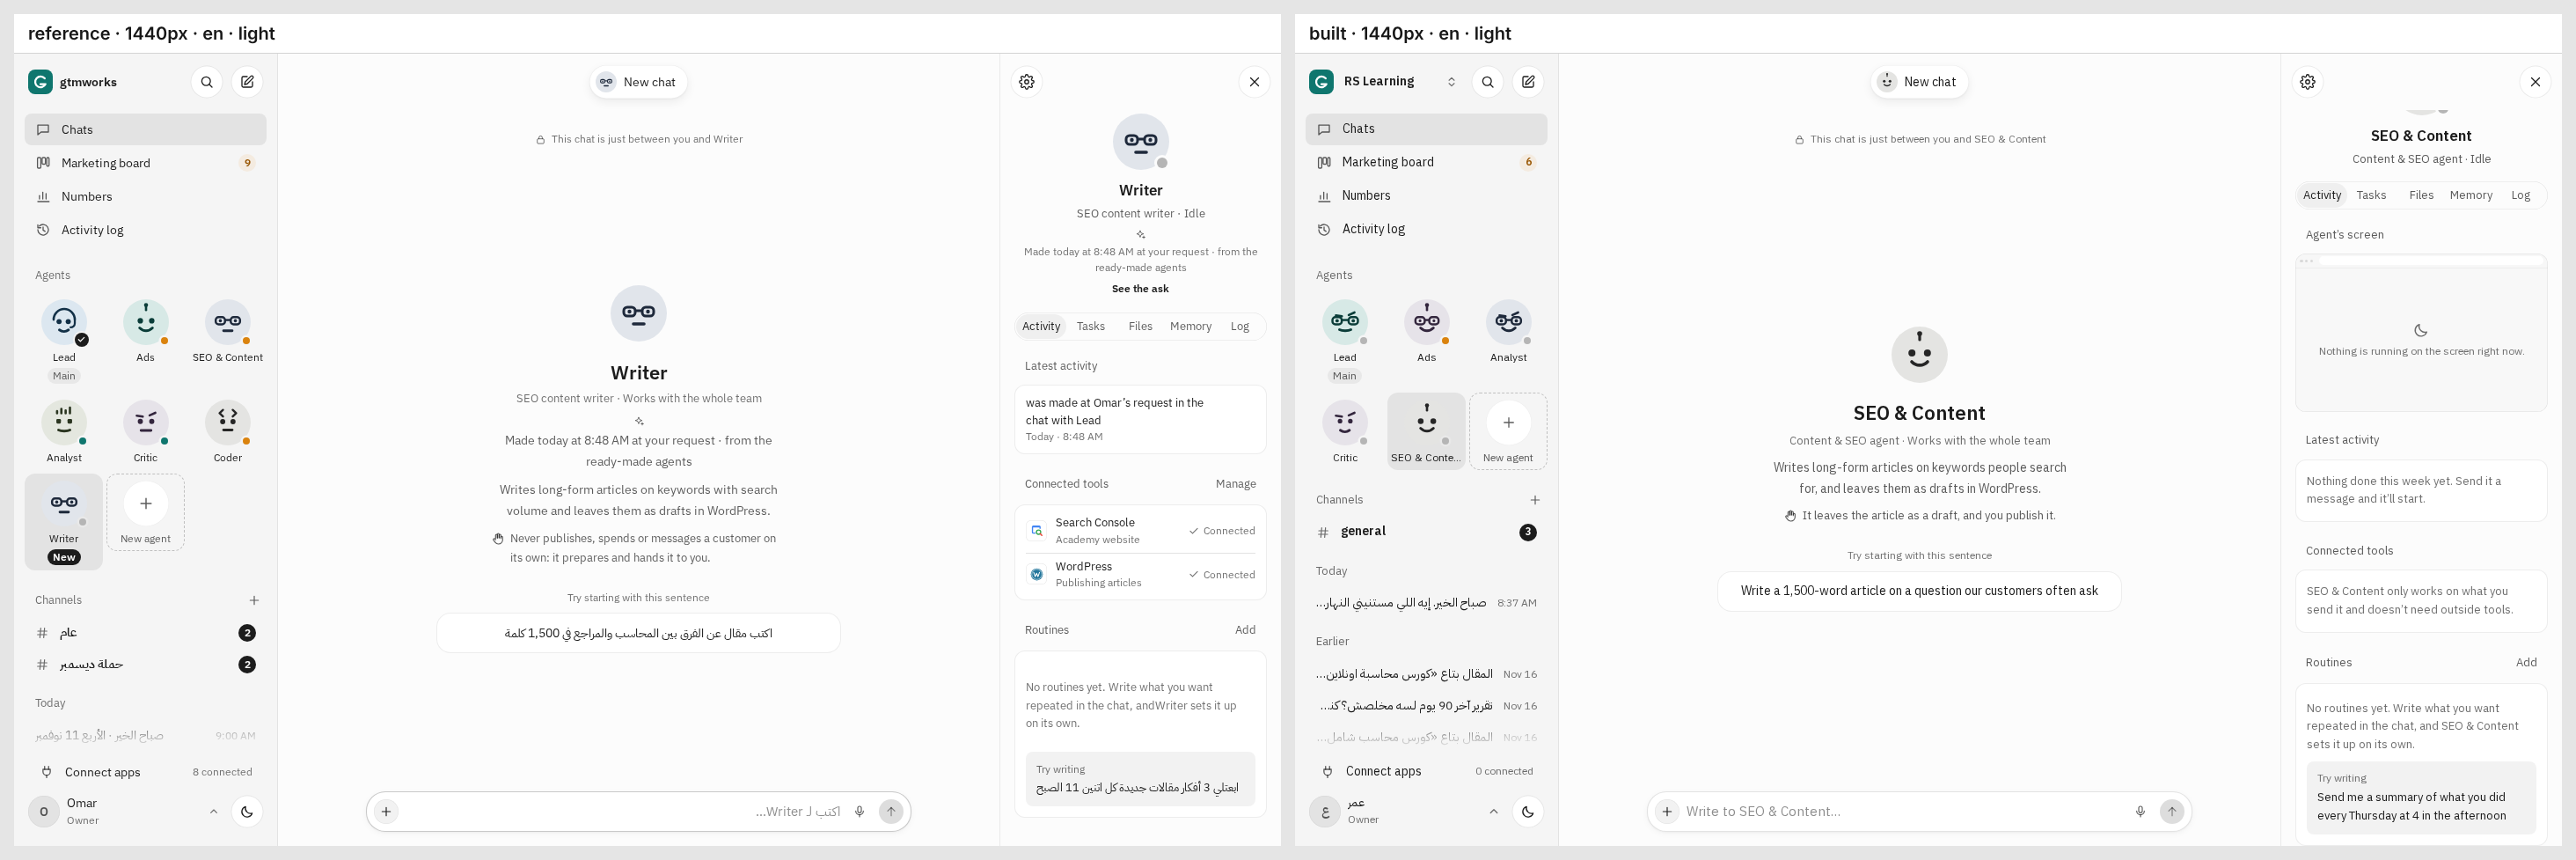 reference · 1440px · en · light
gtmworks
Chats
Marketing board 9
Numbers
Activity log
Agents
Lead
Main
Ads
SEO & Content
Analyst
Critic
Coder
Writer
New
New agent
Channels
# عام 2
# حملة ديسمبر 2
Today
صباح الخير · الأربع 11 نوفمبر 9:00 AM
Connect apps 8 connected
O
Omar
Owner
New chat
This chat is just between you and Writer
Writer
SEO content writer · Works with the whole team
Made today at 8:48 AM at your request · from the
ready-made agents
Writes long-form articles on keywords with search
volume and leaves them as drafts in WordPress.
Never publishes, spends or messages a customer on
its own: it prepares and hands it to you.
Try starting with this sentence
اكتب مقال عن الفرق بين المحاسب والمراجع في 1,500 كلمة
اكتب لـ Writer...
Writer
SEO content writer · Idle
Made today at 8:48 AM at your request · from the
ready-made agents
See the ask
Activity Tasks Files Memory Log
Latest activity
was made at Omar’s request in the
chat with Lead
Today · 8:48 AM
Connected tools Manage
Search Console
Academy website
Connected
WordPress
Publishing articles
Connected
Routines Add
No routines yet. Write what you want
repeated in the chat, andWriter sets it up
on its own.
Try writing
ابعتلي 3 أفكار مقالات جديدة كل اتنين 11 الصبح
built · 1440px · en · light
RS Learning
Chats
Marketing board 6
Numbers
Activity log
Agents
Lead
Main
Ads
Analyst
Critic
SEO & Conte...
New agent
Channels
# general 3
Today
صباح الخير. إيه اللي مستنيني النهار... 8:37 AM
Earlier
المقال بتاع «كورس محاسبة اونلاين... Nov 16
تقرير آخر 90 يوم لسه مخلصش؟ كنـ... Nov 16
المقال بتاع «كورس محاسب شامل... Nov 16
Connect apps 0 connected
ع
عمر
Owner
New chat
This chat is just between you and SEO & Content
SEO & Content
Content & SEO agent · Works with the whole team
Writes long-form articles on keywords people search
for, and leaves them as drafts in WordPress.
It leaves the article as a draft, and you publish it.
Try starting with this sentence
Write a 1,500-word article on a question our customers often ask
Write to SEO & Content...
SEO & Content
Content & SEO agent · Idle
Activity Tasks Files Memory Log
Agent’s screen
Nothing is running on the screen right now.
Latest activity
Nothing done this week yet. Send it a
message and it’ll start.
Connected tools
SEO & Content only works on what you
send it and doesn’t need outside tools.
Routines Add
No routines yet. Write what you want
repeated in the chat, and SEO & Content
sets it up on its own.
Try writing
Send me a summary of what you did
every Thursday at 4 in the afternoon